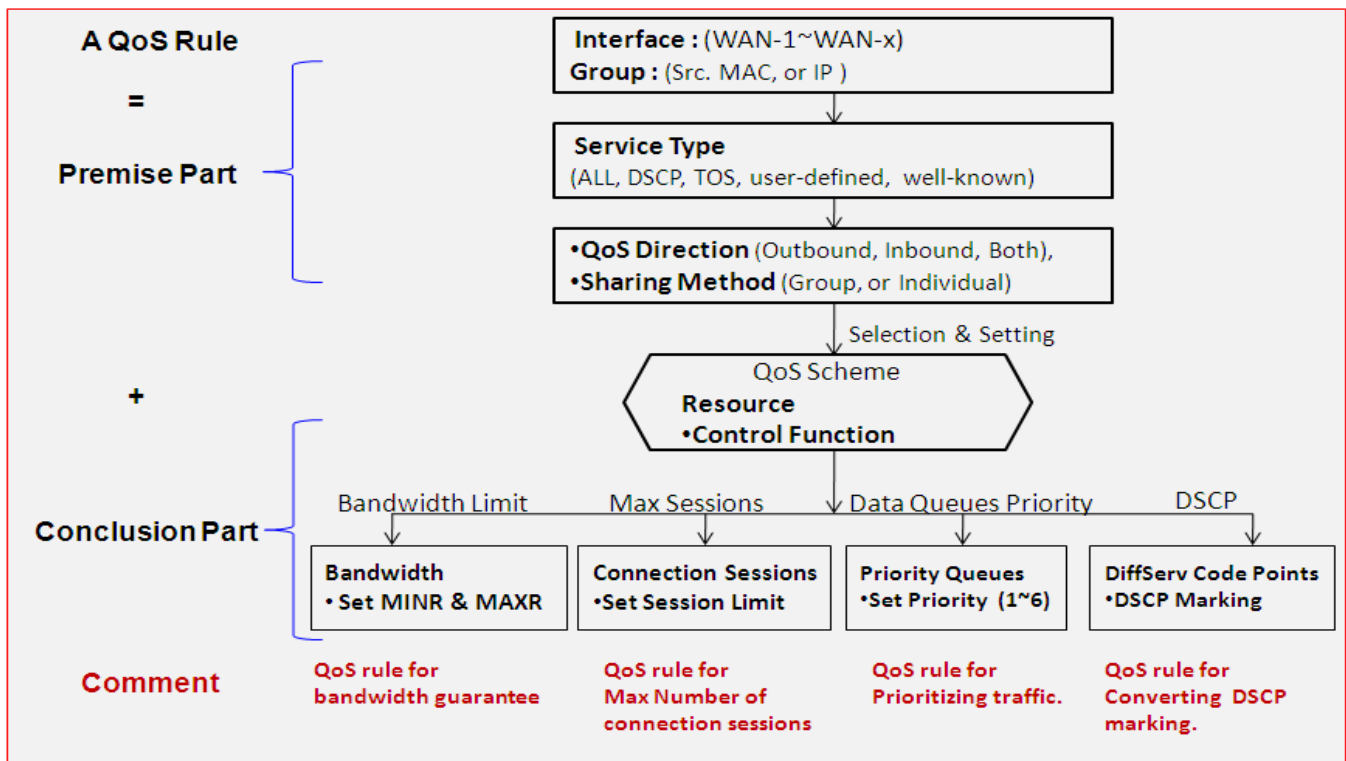 A QoS Rule
=
Premise Part
+
Conclusion Part
Comment
Interface : (WAN-1~WAN-x)
Group : (Src. MAC, or IP )
Service Type
(ALL, DSCP, TOS, user-defined, well-known)
•QoS Direction (Outbound, Inbound, Both),
•Sharing Method (Group, or Individual)
Selection & Setting
QoS Scheme
Resource
•Control Function
Bandwidth Limit
Max Sessions
Data Queues Priority
DSCP
Bandwidth
• Set MINR & MAXR
Connection Sessions
•Set Session Limit
Priority Queues
•Set Priority (1~6)
DiffServ Code Points
•DSCP Marking
QoS rule for
bandwidth guarantee
QoS rule for
Max Number of
connection sessions
QoS rule for
Prioritizing traffic.
QoS rule for
Converting DSCP
marking.